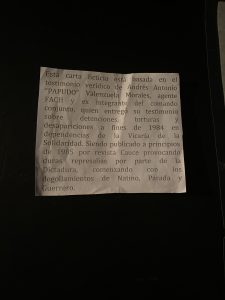 Esta carta ficticia está basada en el
testimonio verídico de Andrés Antonio
"PAPUDO" Valenzuela Morales, agente
FACH y ex integrante del comando
conjunto, quien entregó su testimonio
sobre detenciones, torturas y
desapariciones a fines de 1984 en
dependencias de la Vicaría de la
Solidaridad. Siendo publicado a principios
de 1985 por revista Cauce provocando
duras represalias por parte de la
Dictadura, comenzando con los
degollamientos de Natino, Parada y
Guerrero.